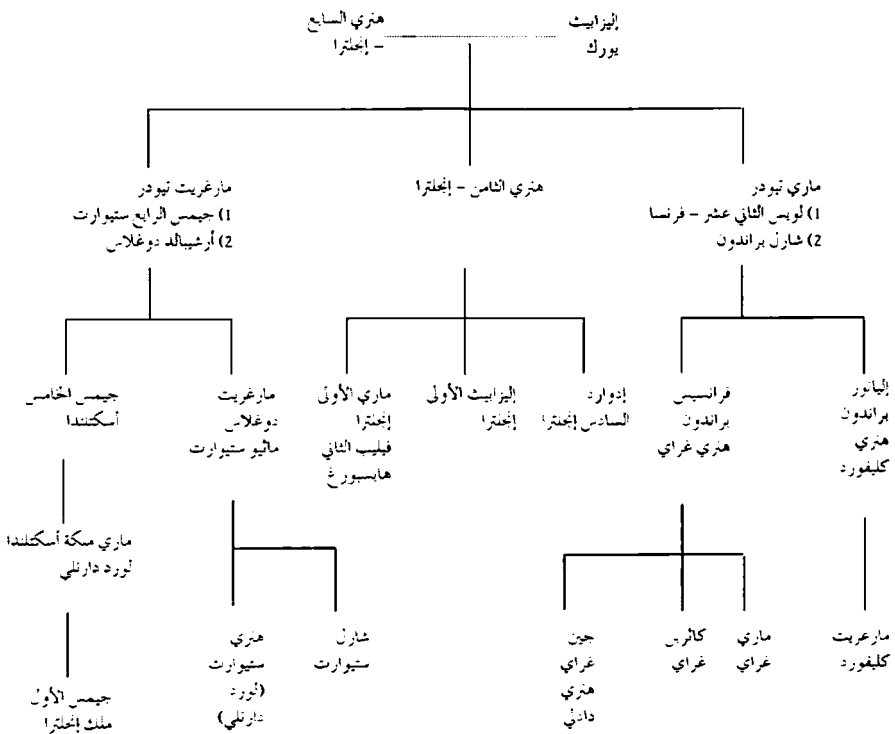 إليزابيث
يورك
هنري السابع
– إنجلترا
ماري تيودر
1) لويس الثاني عشر – فرنسا
2) شارل براندون
هنري الثامن – إنجلترا
مارغريت تيودر
1) جيمس الرابع ستيوارت
2) أرشيبالد دوغلاس
إليانور
براندون
هنري
كليفورد
فرانسيس
براندون
هنري غراي
إدوارد
السادس إنجلترا
إليزابيث الأولى
إنجلترا
ماري الأولى
إنجلترا
فيليب الثاني
هابسبورغ
مارغريت
دوغلاس
ماثيو ستيوارت
جيمس الخامس
أسكتلندا
ماري ملكة أسكتلندا
لورد دارنلي
مارغريت
كليفورد
ماري
غراي
كاثرين
غراي
جين
غراي
هنري
دادلي
شارل
ستيوارت
هنري
ستيوارت
(لورد
دارنلي)
جيمس الأول
ملك إنجلترا